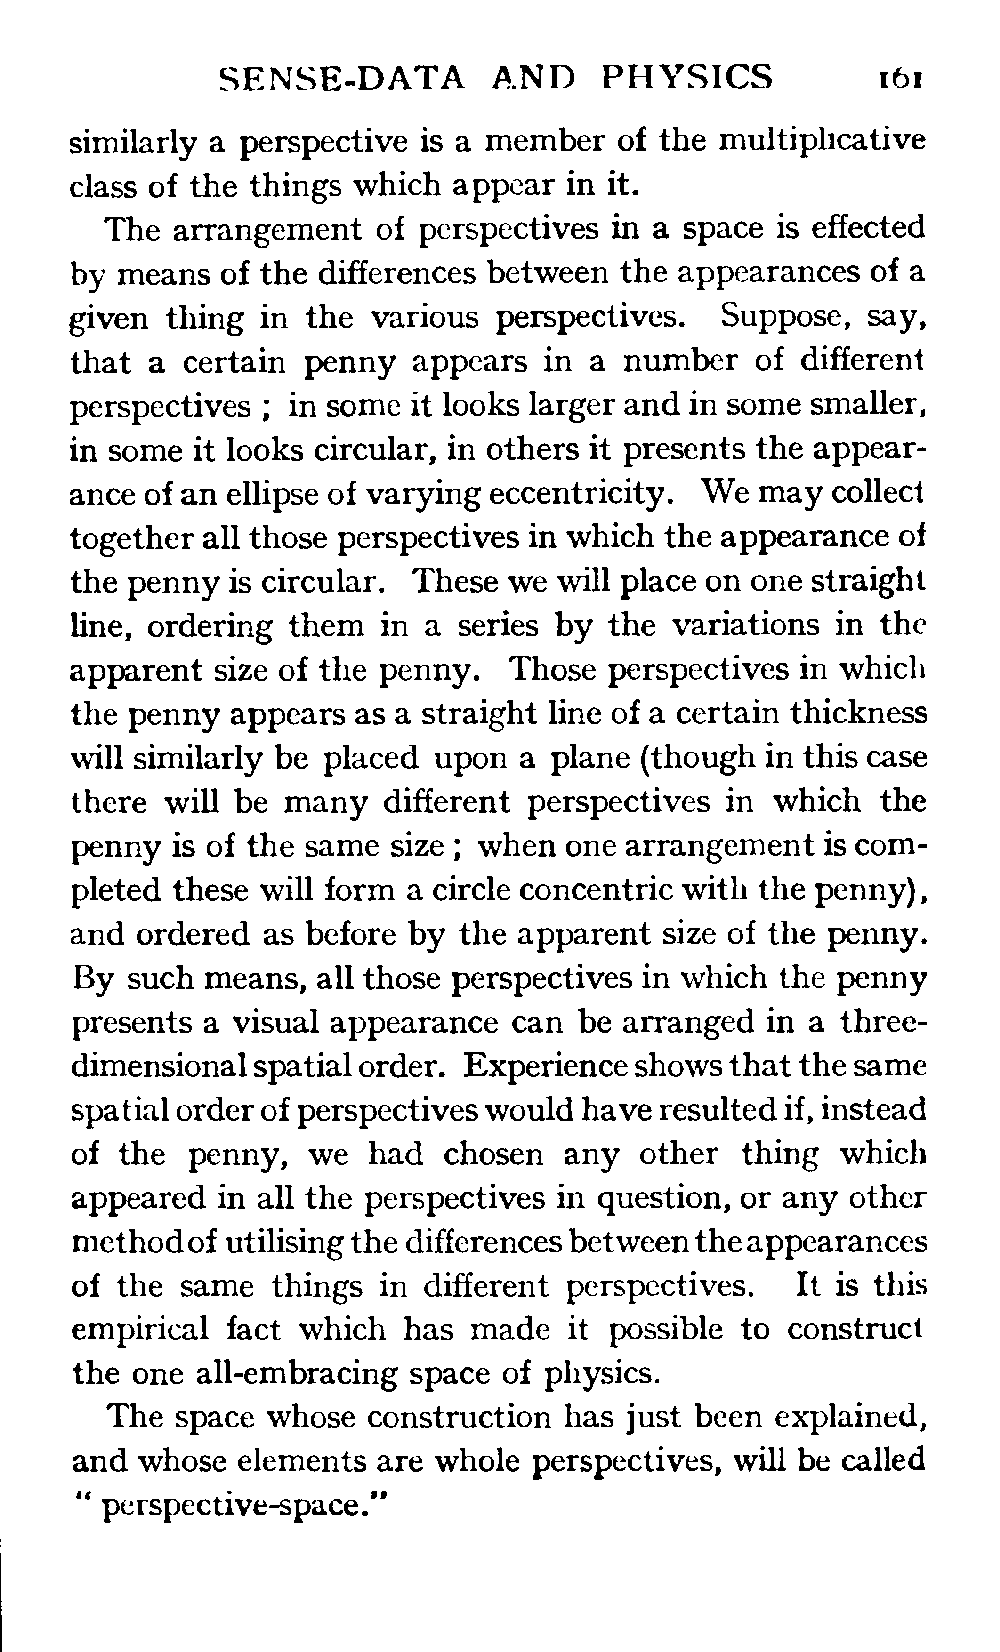 SENSE-DATA AND PHYSICS 161
similarly a perspective is a member of the multiplicative
class of the things which appear in it.
The arrangement of perspectives in a space is effected
by means of the differences between the appearances of a
given thing in the various perspectives. Suppose, say,
that a certain penny appears in a number of different
perspectives ; in some it looks larger and in some smaller,
in some it looks circular, in others it presents the appear-
ance of an ellipse of varying eccentricity. We may collect
together all those perspectives in which the appearance of
the penny is circular. These we will place on one straight
line, ordering them in a series by the variations in the
apparent size of the penny. Those perspectives in which
the penny appears as a straight line of a certain thickness
will similarly be placed upon a plane (though in this case
there will be many different perspectives in which the
penny is of the same size ; when one arrangement is com-
pleted these will form a circle concentric with the penny),
and ordered as before by the apparent size of the penny.
By such means, all those perspectives in which the penny
presents a visual appearance can be arranged in a three-
dimensional spatial order. Experience shows that the same
spatial order of perspectives would have resulted if, instead
of the penny, we had chosen any other thing which
appeared in all the perspectives in question, or any other
method of utilising the differences between the appearances
of the same things in different perspectives. It is this
empirical fact which has made it possible to construct
the one all-embracing space of physics.
The space whose construction has just been explained,
and whose elements are whole perspectives, will be called
" perspective-space."